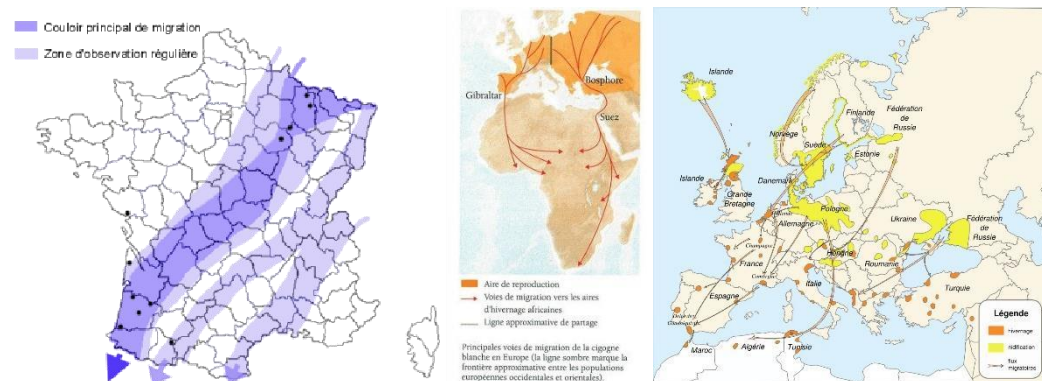 Couloir principal de migration
Zone d'observation régulière
Gibraltar
Bosphore
Suez
Aire de reproduction
Voies de migration vers les aires
d'hivernage africaines
Ligne approximative de partage
Principales voies de migration de la cigogne
blanche en Europe (la ligne sombre marque la
frontière approximative entre les populations
européennes occidentales et orientales).
Islande
Norvège
Suède
Finlande
Fédération
de Russie
Estonie
Islande
Grande
Bretagne
Danemark
Pologne
Allemagne
Ukraine
Fédération
de
Russie
Champagne
France
Hongrie
Roumanie
Italie
Espagne
Turquie
Maroc
Algérie
Tunisie
Légende
hivernage
nidification
flux
migratoires